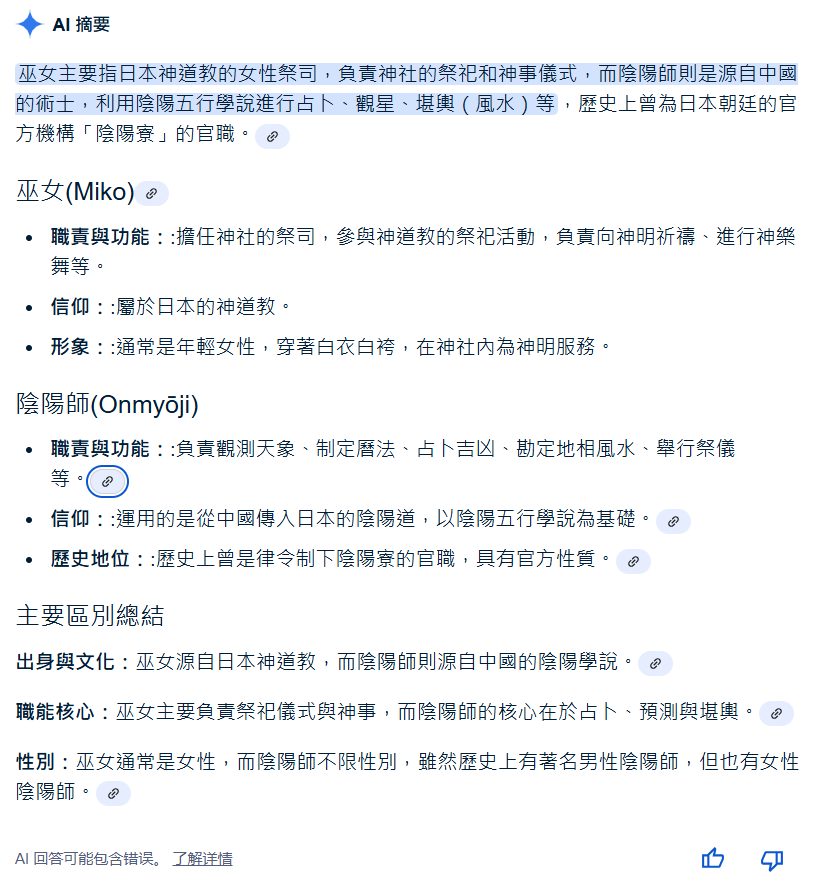 AI 摘要
巫女主要指日本神道教的女性祭司，負責神社的祭祀和神事儀式，而陰陽師則是源自中國
的術士，利用陰陽五行學說進行占卜、觀星、堪輿（風水）等，歷史上曾為日本朝廷的官
方機構「陰陽寮」的官職。
巫女(Miko)
• 職責與功能：:擔任神社的祭司，參與神道教的祭祀活動，負責向神明祈禱、進行神樂
舞等。
• 信仰：:屬於日本的神道教。
• 形象：:通常是年輕女性，穿著白衣白袴，在神社內為神明服務。
陰陽師(Onmyōji)
• 職責與功能：:負責觀測天象、制定曆法、占卜吉凶、勘定地相風水、舉行祭儀
等。
• 信仰：:運用的是從中國傳入日本的陰陽道，以陰陽五行學說為基礎。
• 歷史地位：:歷史上曾是律令制下陰陽寮的官職，具有官方性質。
主要區別總結
出身與文化：巫女源自日本神道教，而陰陽師則源自中國的陰陽學說。
職能核心：巫女主要負責祭祀儀式與神事，而陰陽師的核心在於占卜、預測與堪輿。
性別：巫女通常是女性，而陰陽師不限性別，雖然歷史上有著名男性陰陽師，但也有女性
陰陽師。
AI 回答可能包含错误。 了解详情